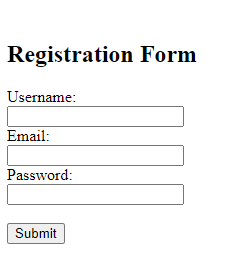 Registration Form
Username:
Email:
Password:
Submit